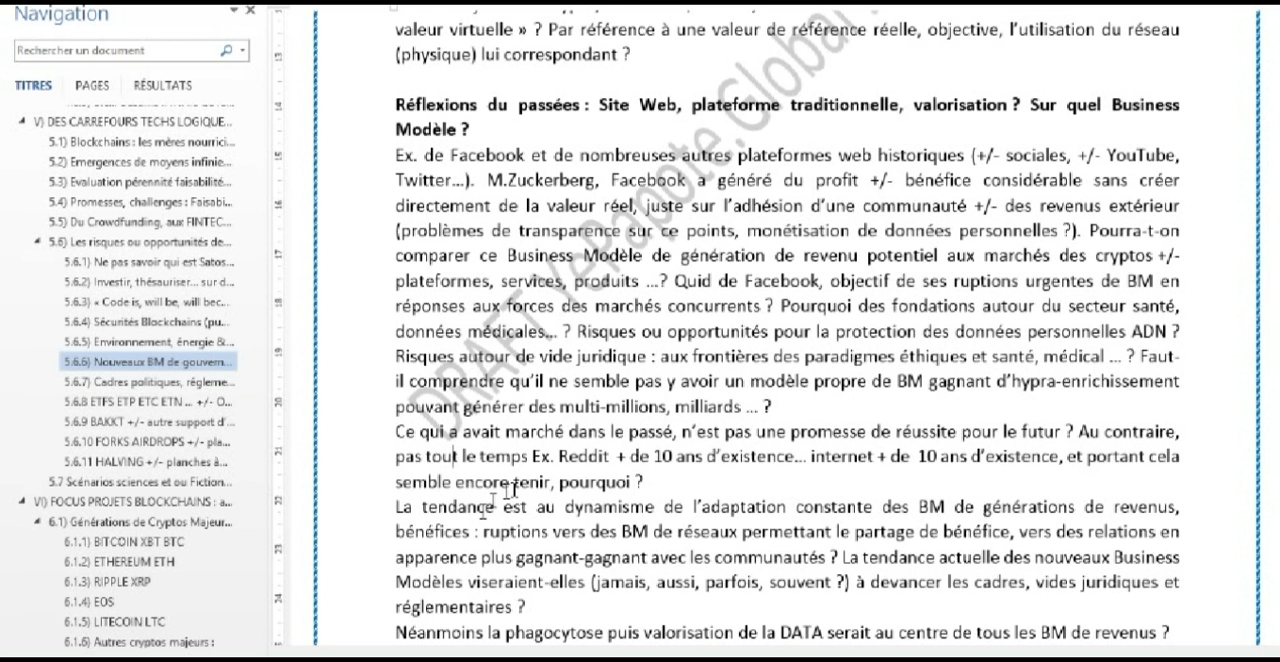 Navigation
Rechercher un document
TITRES PAGES RÉSULTATS
V) DES CARREFOURS TECHS LOGIQUE...
5.1) Blockchains : les mères nourrici...
5.2) Emergences de moyens infinie...
5.3) Evaluation pérennité faisabilité...
5.4) Promesses, challenges : Faisabi...
5.5) Du Crowdfunding, aux FINTEC...
5.6) Les risques ou opportunités de...
5.6.1) Ne pas savoir qui est Satos...
5.6.2) Investir, thésauriser... sur d...
5.6.3) « Code is, will be, will bec...
5.6.4) Sécurités Blockchains (pu...
5.6.5) Environnement, énergie &...
5.6.6) Nouveaux BM de gouvern...
5.6.7) Cadres politiques, régleme...
5.6.8 ETFS ETP ETC ETN ... +/- O...
5.6.9 BAKKT +/- autre support d'...
5.6.10 FORKS AIRDROPS +/- pla...
5.6.11 HALVING +/- planches à...
5.7 Scénarios sciences et ou Fiction...
VI) FOCUS PROJETS BLOCKCHAINS : a...
6.1) Générations de Cryptos Majeur...
6.1.1) BITCOIN XBT BTC
6.1.2) ETHEREUM ETH
6.1.3) RIPPLE XRP
6.1.4) EOS
6.1.5) LITECOIN LTC
6.1.6) Autres cryptos majeurs :
13
14
15
16
17
18
19
20
21
22
23
24
valeur virtuelle » ? Par référence à une valeur de référence réelle, objective, l'utilisation du réseau
(physique) lui correspondant ?
Réflexions du passées : Site Web, plateforme traditionnelle, valorisation ? Sur quel Business
Modèle ?
Ex. de Facebook et de nombreuses autres plateformes web historiques (+/- sociales, +/- YouTube,
Twitter...). M.Zuckerberg, Facebook a généré du profit +/- bénéfice considérable sans créer
directement de la valeur réel, juste sur l'adhésion d'une communauté +/- des revenus extérieur
(problèmes de transparence sur ce points, monétisation de données personnelles ?). Pourra-t-on
comparer ce Business Modèle de génération de revenu potentiel aux marchés des cryptos +/-
plateformes, services, produits ...? Quid de Facebook, objectif de ses ruptions urgentes de BM en
réponses aux forces des marchés concurrents ? Pourquoi des fondations autour du secteur santé,
données médicales... ? Risques ou opportunités pour la protection des données personnelles ADN ?
Risques autour de vide juridique : aux frontières des paradigmes éthiques et santé, médical ... ? Faut-
il comprendre qu'il ne semble pas y avoir un modèle propre de BM gagnant d'hypra-enrichissement
pouvant générer des multi-millions, milliards ... ?
Ce qui a avait marché dans le passé, n'est pas une promesse de réussite pour le futur ? Au contraire,
pas tout le temps Ex. Reddit + de 10 ans d'existence... internet + de 10 ans d'existence, et portant cela
semble encore tenir, pourquoi ?
La tendance est au dynamisme de l'adaptation constante des BM de générations de revenus,
bénéfices : ruptions vers des BM de réseaux permettant le partage de bénéfice, vers des relations en
apparence plus gagnant-gagnant avec les communautés ? La tendance actuelle des nouveaux Business
Modèles viseraient-elles (jamais, aussi, parfois, souvent ?) à devancer les cadres, vides juridiques et
réglementaires ?
Néanmoins la phagocytose puis valorisation de la DATA serait au centre de tous les BM de revenus ?
DRAFT YePapote.Global